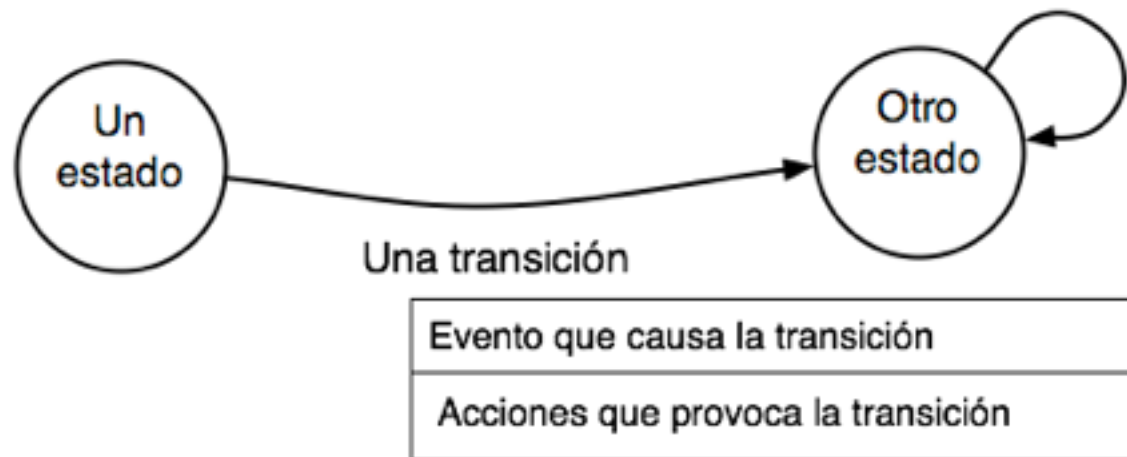 Un
estado
Otro
estado
Una transición
Evento que causa la transición
Acciones que provoca la transición